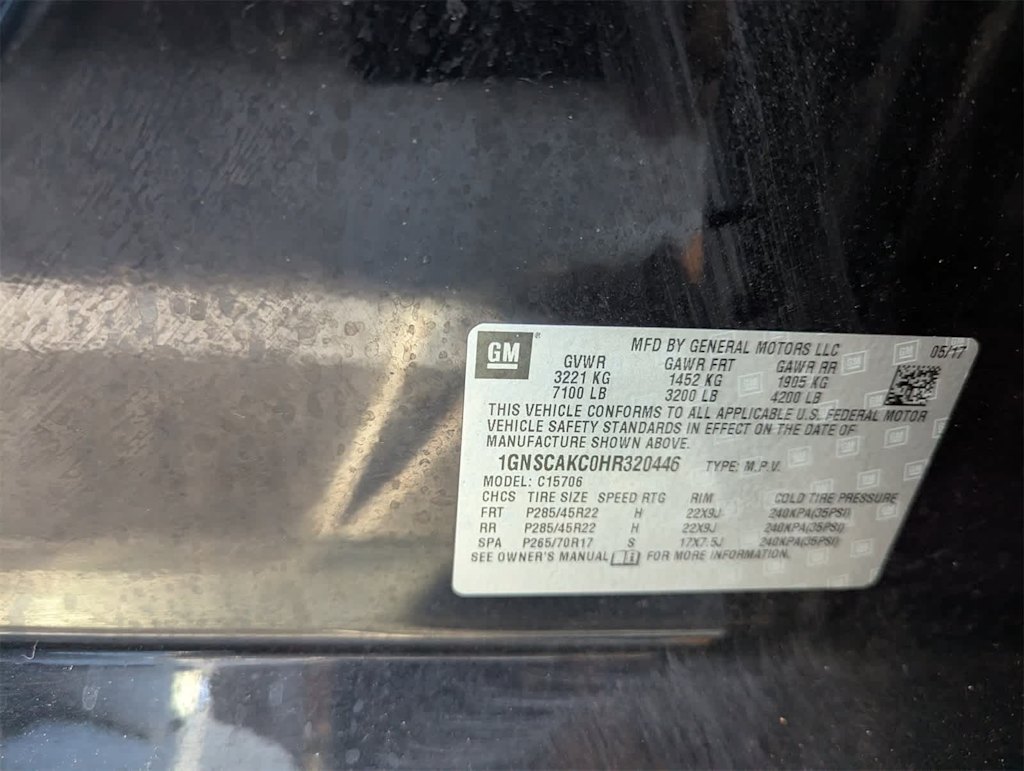 GM®
MFD BY GENERAL MOTORS LLC 05/17
GVWR GAWR FRT GAWR RR
3221 KG 1452 KG 1905 KG
7100 LB 3200 LB 4200 LB
THIS VEHICLE CONFORMS TO ALL APPLICABLE U.S. FEDERAL MOTOR
VEHICLE SAFETY STANDARDS IN EFFECT ON THE DATE OF
MANUFACTURE SHOWN ABOVE.
1GNSCAKC0HR320446 TYPE: M.P.V.
MODEL: C15706
CHCS TIRE SIZE SPEED RTG RIM COLD TIRE PRESSURE
FRT P285/45R22 H 22X9J 240KPA(35PSI)
RR P285/45R22 H 22X9J 240KPA(35PSI)
SPA P265/70R17 S 17X7.5J 240KPA(35PSI)
SEE OWNER'S MANUAL FOR MORE INFORMATION.